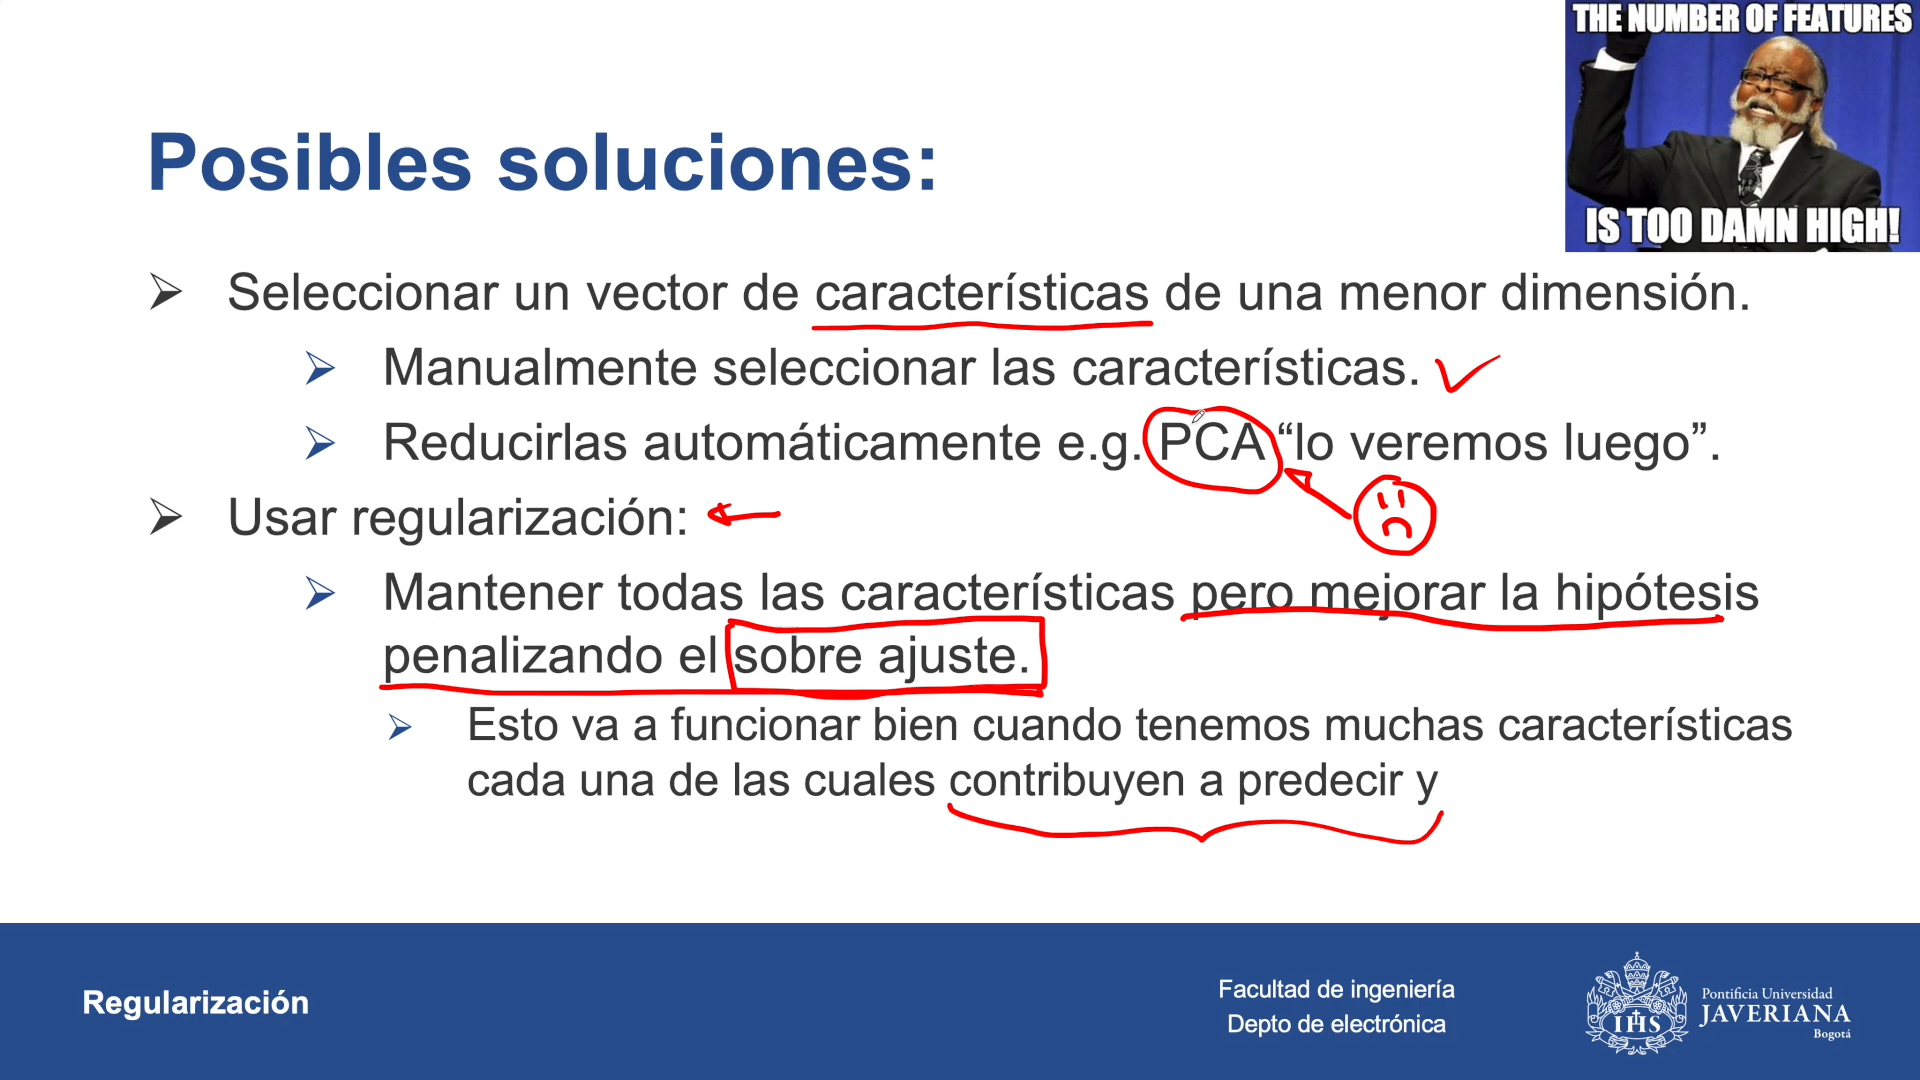 THE NUMBER OF FEATURES
IS TOO DAMN HIGH!
Posibles soluciones:
Seleccionar un vector de características de una menor dimensión.
Manualmente seleccionar las características.
Reducirlas automáticamente e.g. PCA “lo veremos luego”.
Usar regularización:
Mantener todas las características pero mejorar la hipótesis
penalizando el sobre ajuste.
Esto va a funcionar bien cuando tenemos muchas características
cada una de las cuales contribuyen a predecir y
Regularización
Facultad de ingeniería
Depto de electrónica
IHS
Pontificia Universidad
JAVERIANA
Bogotá